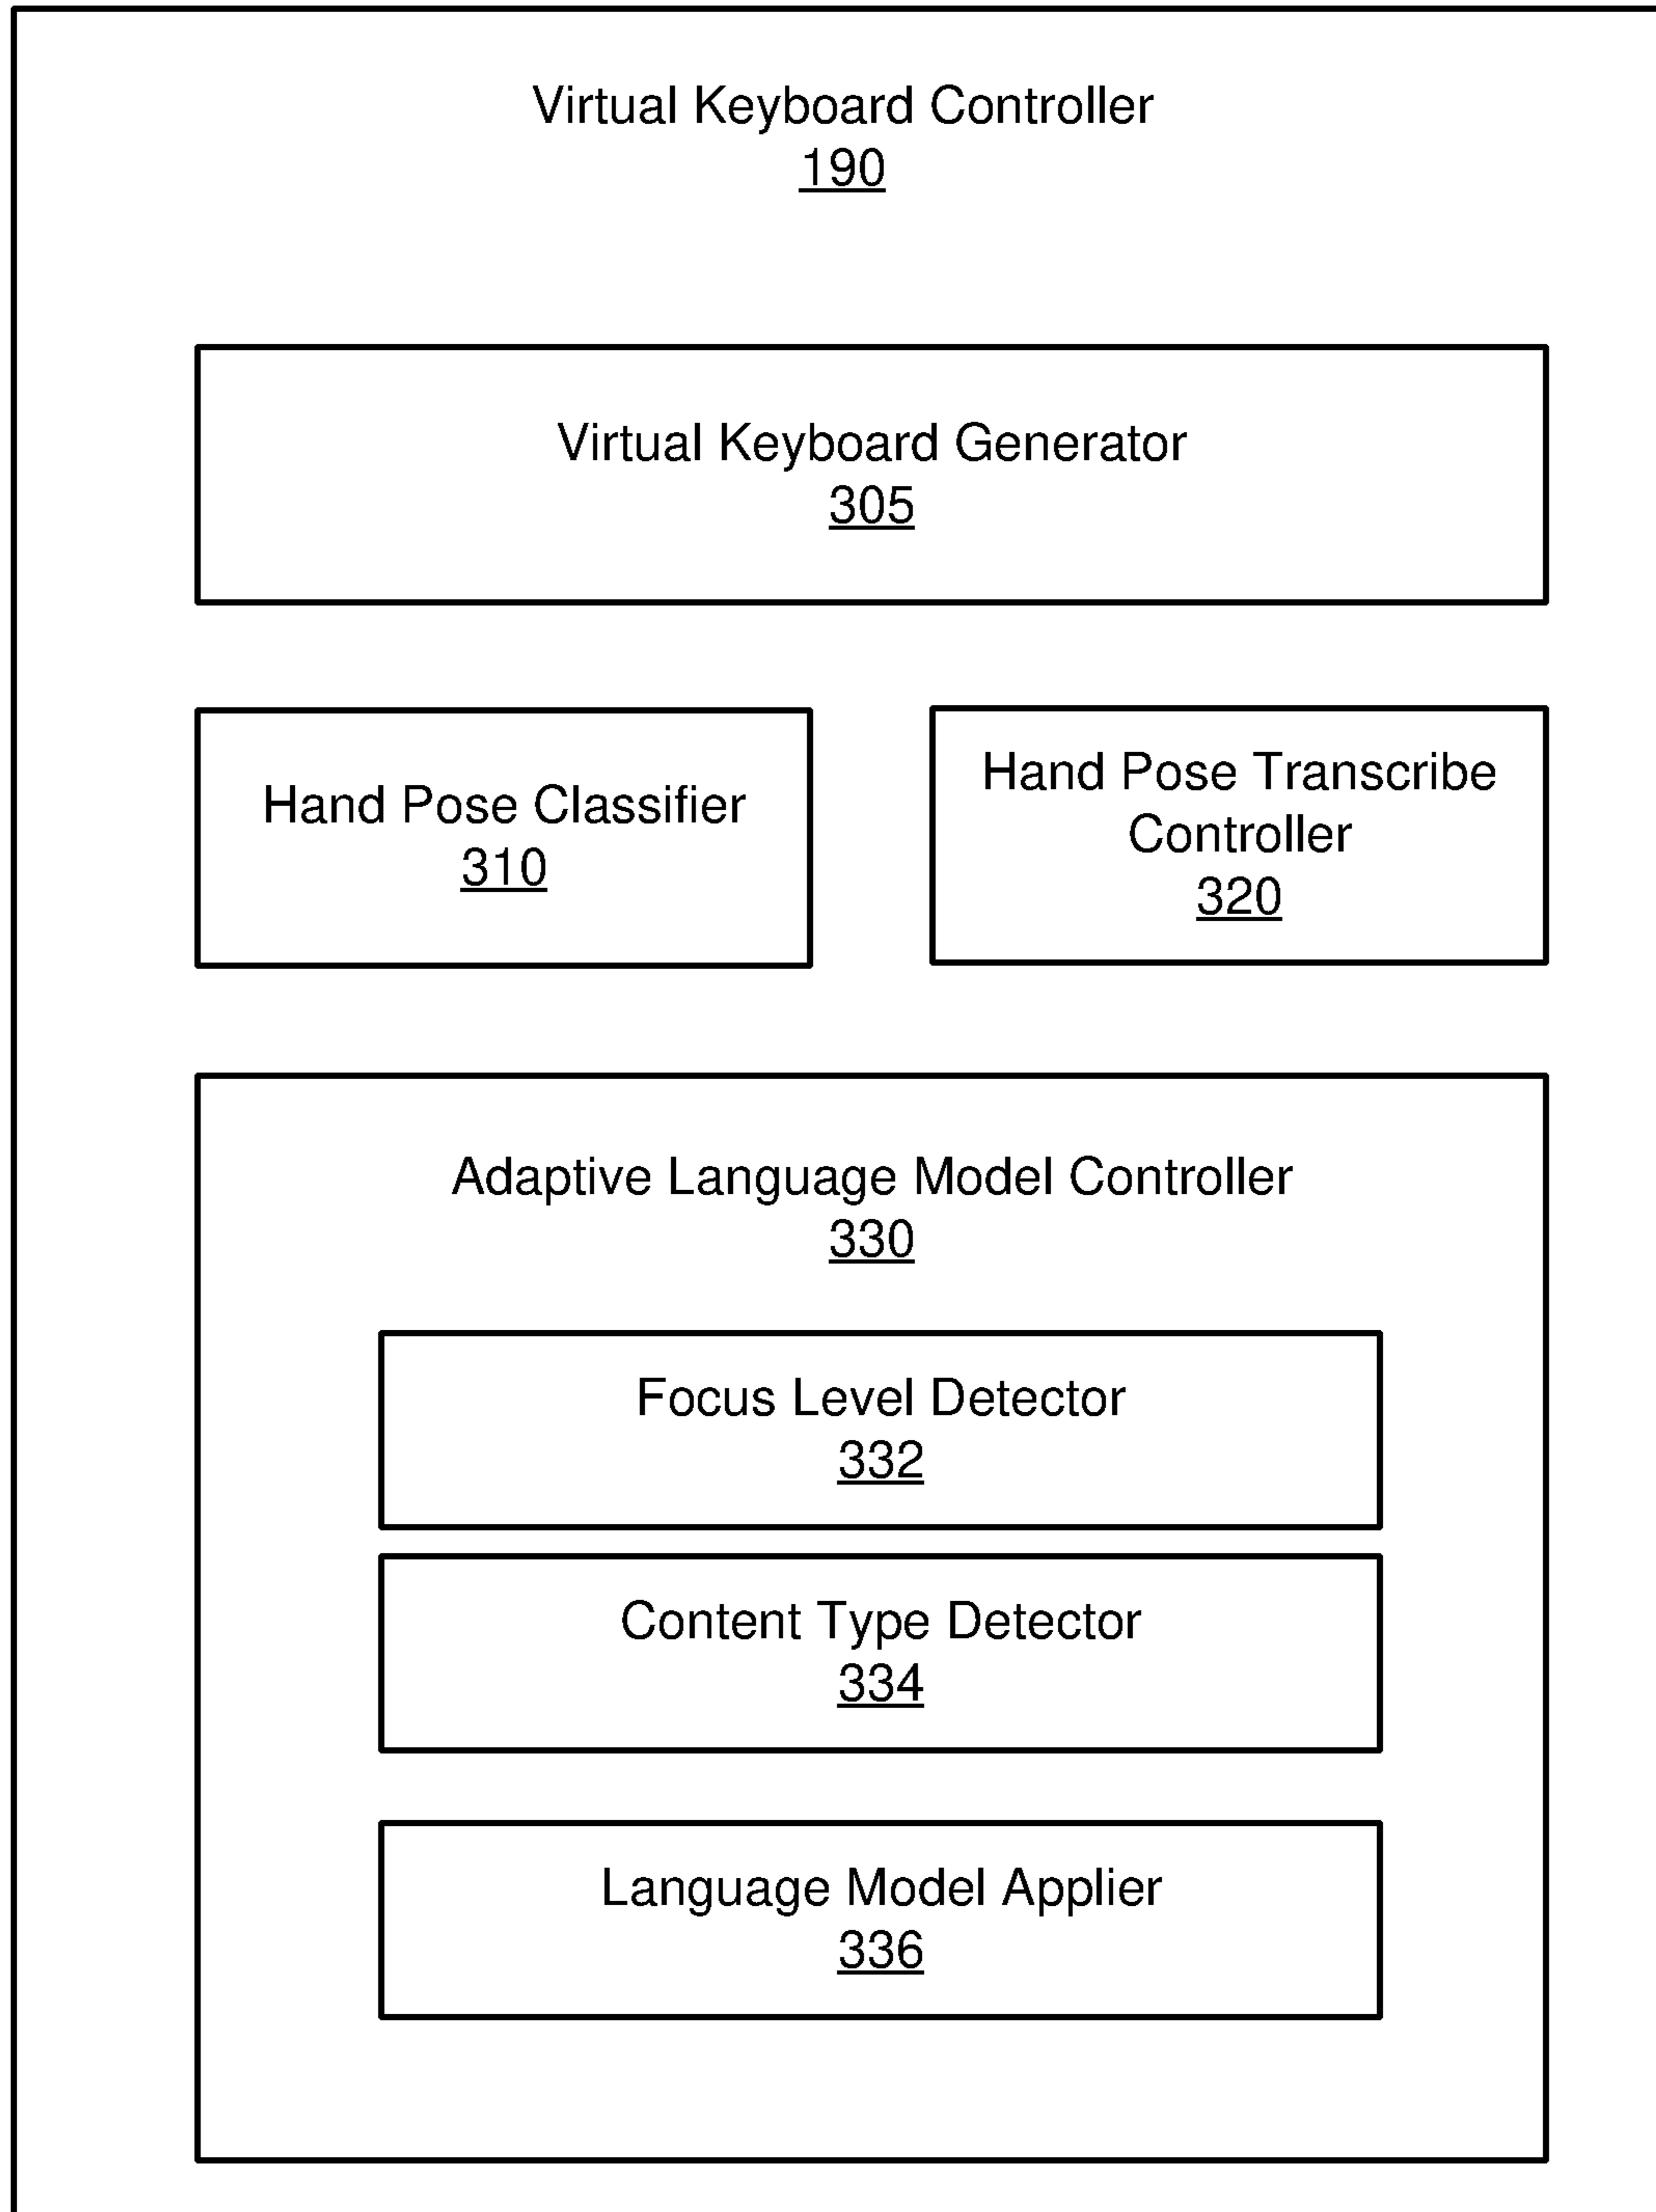 Virtual Keyboard Controller
190
Virtual Keyboard Generator
305
Hand Pose Classifier
310
Hand Pose Transcribe
Controller
320
Adaptive Language Model Controller
330
Focus Level Detector
332
Content Type Detector
334
Language Model Applier
336